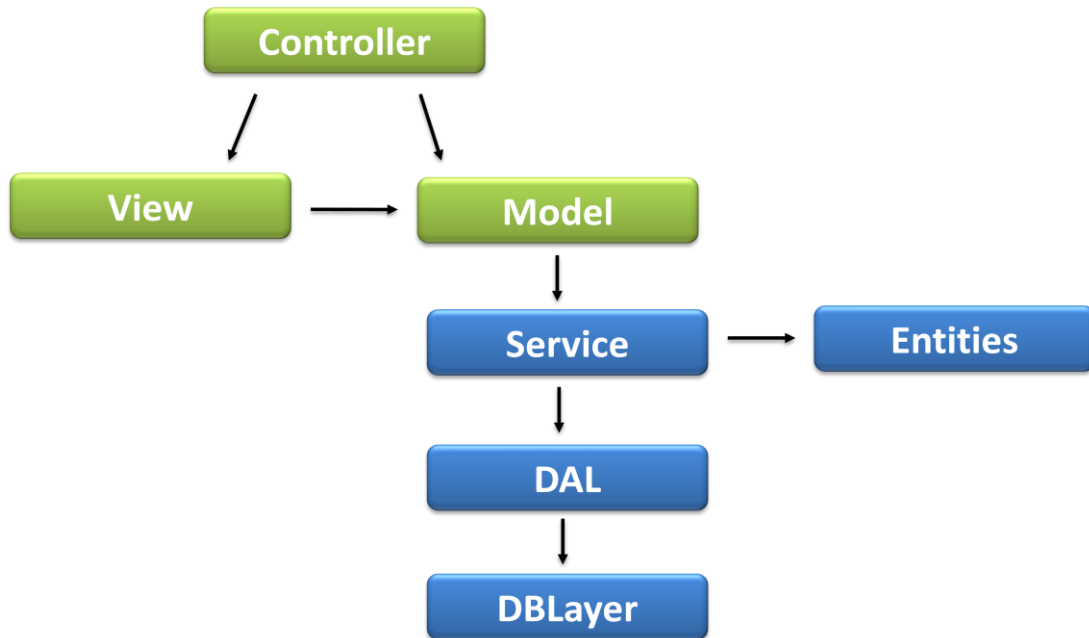 Controller
View
Model
Service
Entities
DAL
DBLayer